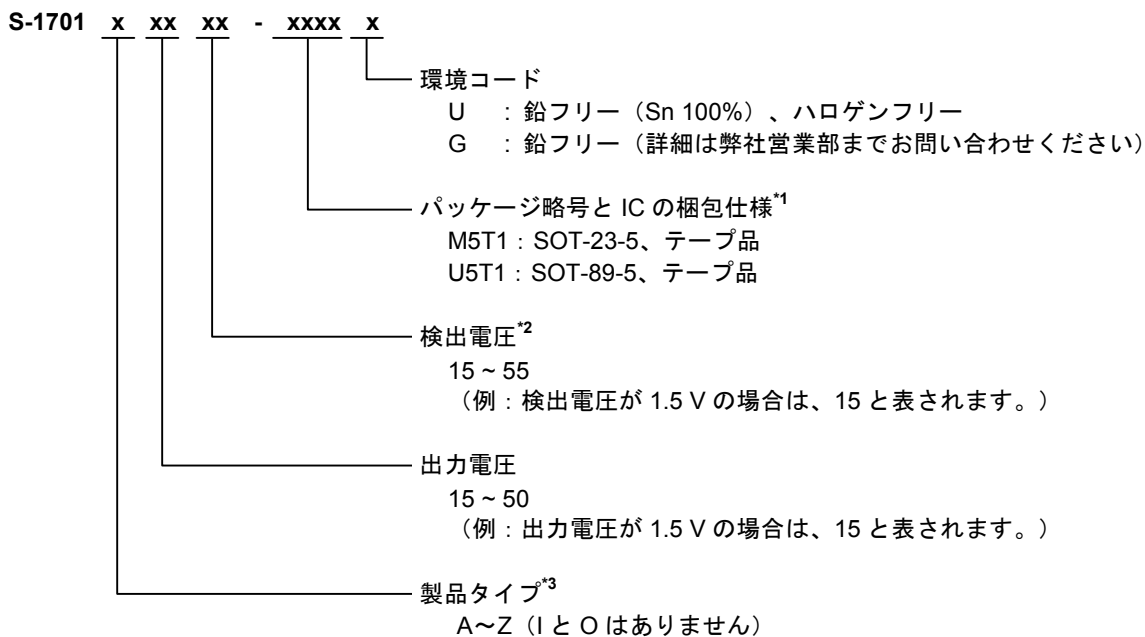 S-1701 x xx xx - xxxx x
環境コード
U : 鉛フリー（Sn 100%）、ハロゲンフリー
G : 鉛フリー（詳細は弊社営業部までお問い合わせください）
パッケージ略号と IC の梱包仕様*1
M5T1：SOT-23-5、テープ品
U5T1：SOT-89-5、テープ品
検出電圧*2
15 ~ 55
（例：検出電圧が 1.5 V の場合は、15 と表されます。）
出力電圧
15 ~ 50
（例：出力電圧が 1.5 V の場合は、15 と表されます。）
製品タイプ*3
A～Z（I と O はありません）